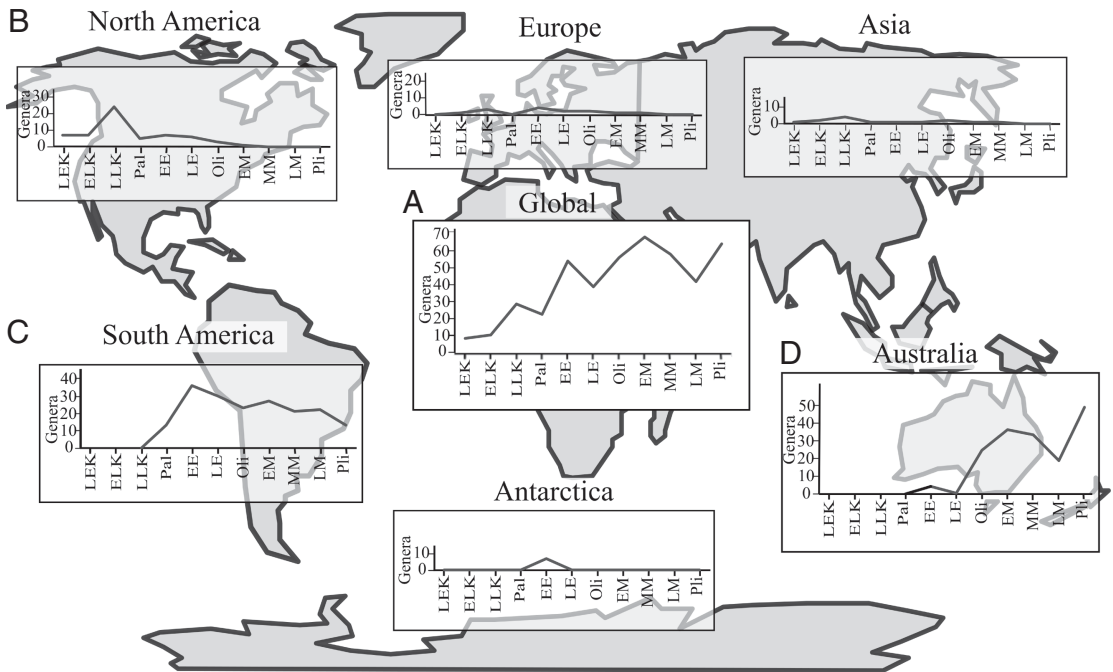 B
North America
Genera
30
20
10
0
LEK
ELK
LLK
Pal
EE
LE
Oli
EM
MM
LM
Pli
Europe
Genera
20
10
0
LEK
ELK
LLK
Pal
EE
LE
Oli
EM
MM
LM
Pli
Asia
Genera
10
0
LEK
ELK
LLK
Pal
EE
LE
Oli
EM
MM
LM
Pli
A
Global
Genera
70
60
50
40
30
20
10
0
LEK
ELK
LLK
Pal
EE
LE
Oli
EM
MM
LM
Pli
C
South America
Genera
40
30
20
10
0
LEK
ELK
LLK
Pal
EE
LE
Oli
EM
MM
LM
Pli
D
Australia
Genera
50
40
30
20
10
0
LEK
ELK
LLK
Pal
EE
LE
Oli
EM
MM
LM
Pli
Antarctica
Genera
10
0
LEK
ELK
LLK
Pal
EE
LE
Oli
EM
MM
LM
Pli